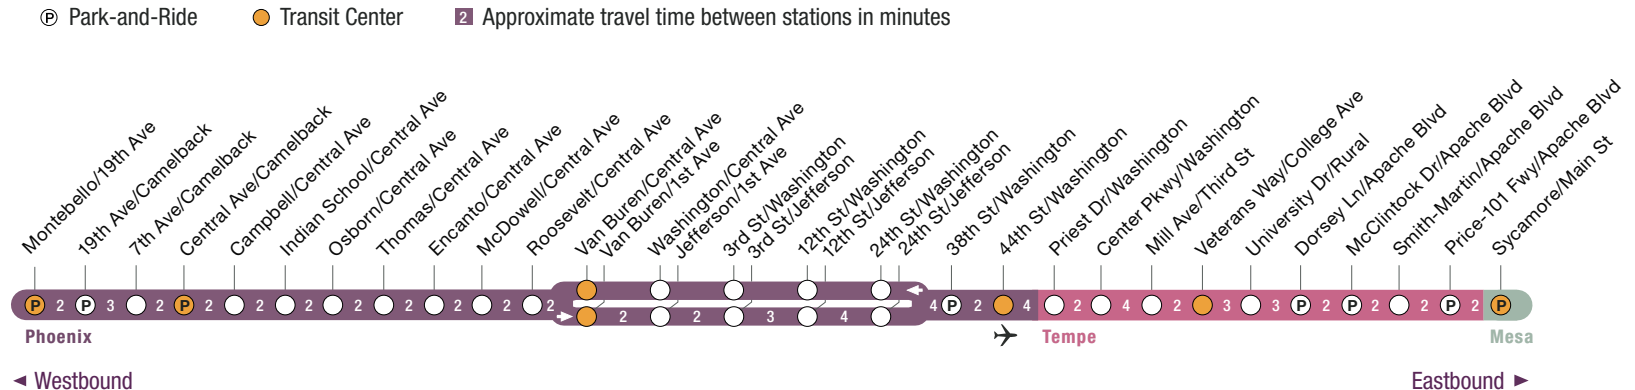 P Park-and-Ride
Transit Center
2 Approximate travel time between stations in minutes
Montebello/19th Ave
19th Ave/Camelback
7th Ave/Camelback
Central Ave/Camelback
Campbell/Central Ave
Indian School/Central Ave
Osborn/Central Ave
Thomas/Central Ave
Encanto/Central Ave
McDowell/Central Ave
Roosevelt/Central Ave
Van Buren/Central Ave
Van Buren/1st Ave
Washington/Central Ave
Jefferson/1st Ave
3rd St/Washington
3rd St/Jefferson
12th St/Washington
12th St/Jefferson
24th St/Washington
24th St/Jefferson
38th St/Washington
44th St/Washington
Priest Dr/Washington
Center Pkwy/Washington
Mill Ave/Third St
Veterans Way/College Ave
University Dr/Rural
Dorsey Ln/Apache Blvd
McClintock Dr/Apache Blvd
Smith-Martin/Apache Blvd
Price-101 Fwy/Apache Blvd
Sycamore/Main St
P 2 P 3 2 P 2 2 2 2 2 2 2 2 2 2 3 4 4 P 2 4 2 4 2 3 3 P 2 P 2 2 P 2 P
Phoenix
Tempe
Mesa
◄ Westbound
Eastbound ►